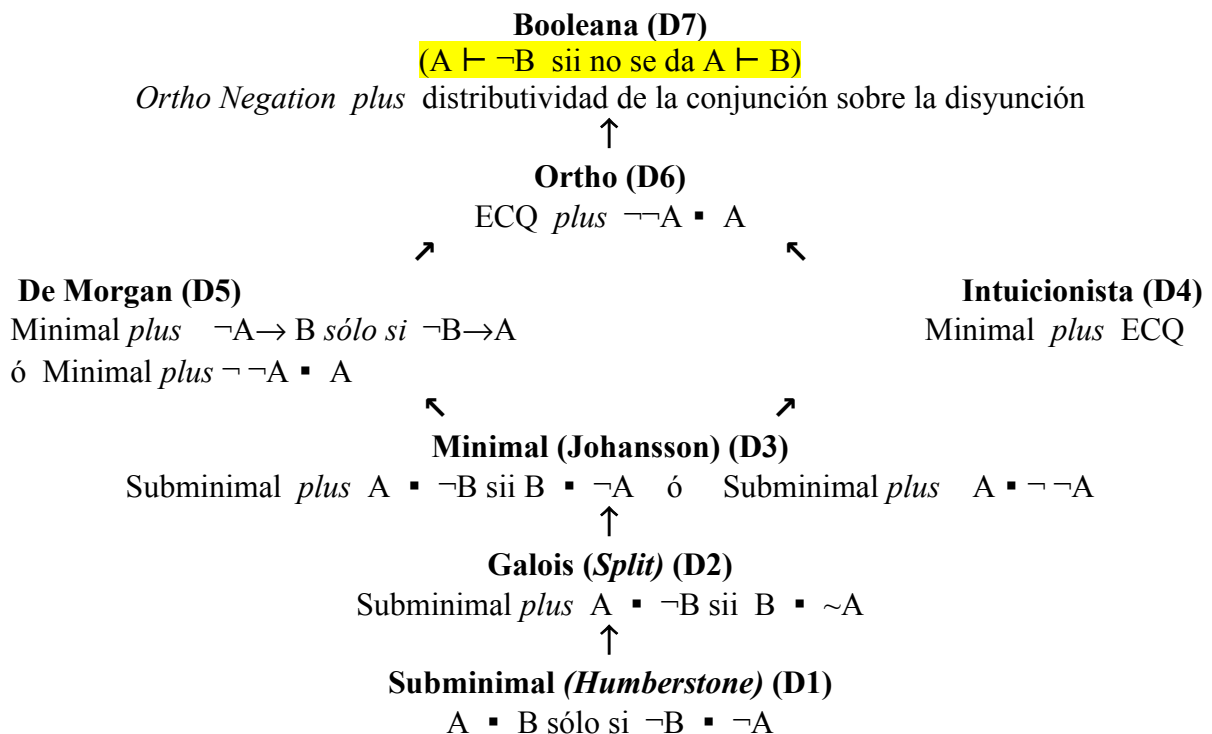 Booleana (D7)
(A ⊢ ¬B sii no se da A ⊢ B)
Ortho Negation plus distributividad de la conjunción sobre la disyunción
↑
Ortho (D6)
ECQ plus ¬¬A ▪ A
↗ ↖
De Morgan (D5) Intuicionista (D4)
Minimal plus ¬A→ B sólo si ¬B→A Minimal plus ECQ
ó Minimal plus ¬ ¬A ▪ A
↖ ↗
Minimal (Johansson) (D3)
Subminimal plus A ▪ ¬B sii B ▪ ¬A ó Subminimal plus A ▪ ¬ ¬A
↑
Galois (Split) (D2)
Subminimal plus A ▪ ¬B sii B ▪ ~A
↑
Subminimal (Humberstone) (D1)
A ▪ B sólo si ¬B ▪ ¬A